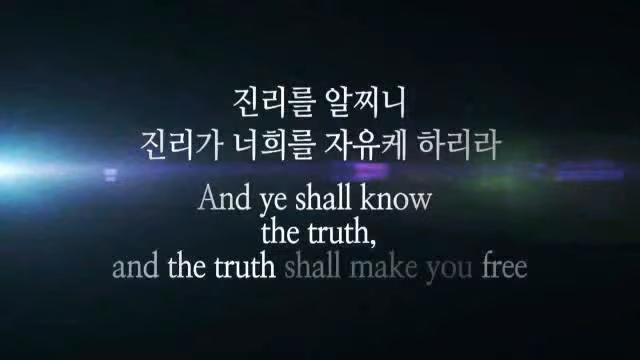 진리를 알찌니
진리가 너희를 자유케 하리라
And ye shall know
the truth,
and the truth shall make you free